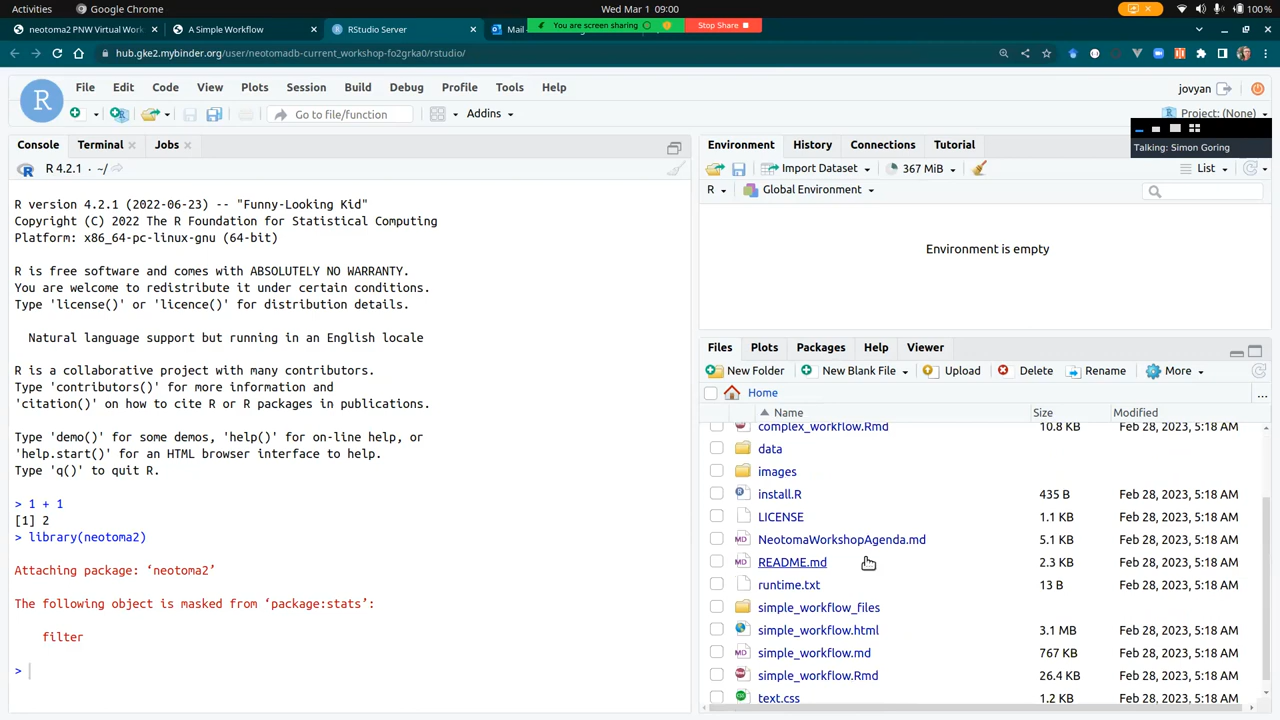 Activities
Google Chrome
Wed Mar 1 09:00
100 %
neotoma2 PNW Virtual Work
A Simple Workflow
RStudio Server
Mail
You are screen sharing
Stop Share
hub.gke2.mybinder.org/user/neotomadb-current_workshop-fo2grka0/rstudio/
R
File Edit Code View Plots Session Build Debug Profile Tools Help
jovyan
Go to file/function
Addins
Project: (None)
Talking: Simon Goring
Console Terminal Jobs
R 4.2.1 · ~/
R version 4.2.1 (2022-06-23) -- "Funny-Looking Kid"
Copyright (C) 2022 The R Foundation for Statistical Computing
Platform: x86_64-pc-linux-gnu (64-bit)
R is free software and comes with ABSOLUTELY NO WARRANTY.
You are welcome to redistribute it under certain conditions.
Type 'license()' or 'licence()' for distribution details.
Natural language support but running in an English locale
R is a collaborative project with many contributors.
Type 'contributors()' for more information and
'citation()' on how to cite R or R packages in publications.
Type 'demo()' for some demos, 'help()' for on-line help, or
'help.start()' for an HTML browser interface to help.
Type 'q()' to quit R.
> 1 + 1
[1] 2
> library(neotoma2)
Attaching package: ‘neotoma2’
The following object is masked from ‘package:stats’:
filter
>
Environment History Connections Tutorial
Import Dataset
367 MiB
List
R
Global Environment
Environment is empty
Files Plots Packages Help Viewer
New Folder New Blank File Upload Delete Rename More
Home
...
Name Size Modified
complex_workflow.Rmd 10.8 KB Feb 28, 2023, 5:18 AM
data
images
install.R 435 B Feb 28, 2023, 5:18 AM
LICENSE 1.1 KB Feb 28, 2023, 5:18 AM
MD NeotomaWorkshopAgenda.md 5.1 KB Feb 28, 2023, 5:18 AM
MD README.md 2.3 KB Feb 28, 2023, 5:18 AM
runtime.txt 13 B Feb 28, 2023, 5:18 AM
simple_workflow_files
simple_workflow.html 3.1 MB Feb 28, 2023, 5:18 AM
MD simple_workflow.md 767 KB Feb 28, 2023, 5:18 AM
simple_workflow.Rmd 26.4 KB Feb 28, 2023, 5:18 AM
text.css 1.2 KB Feb 28, 2023, 5:18 AM